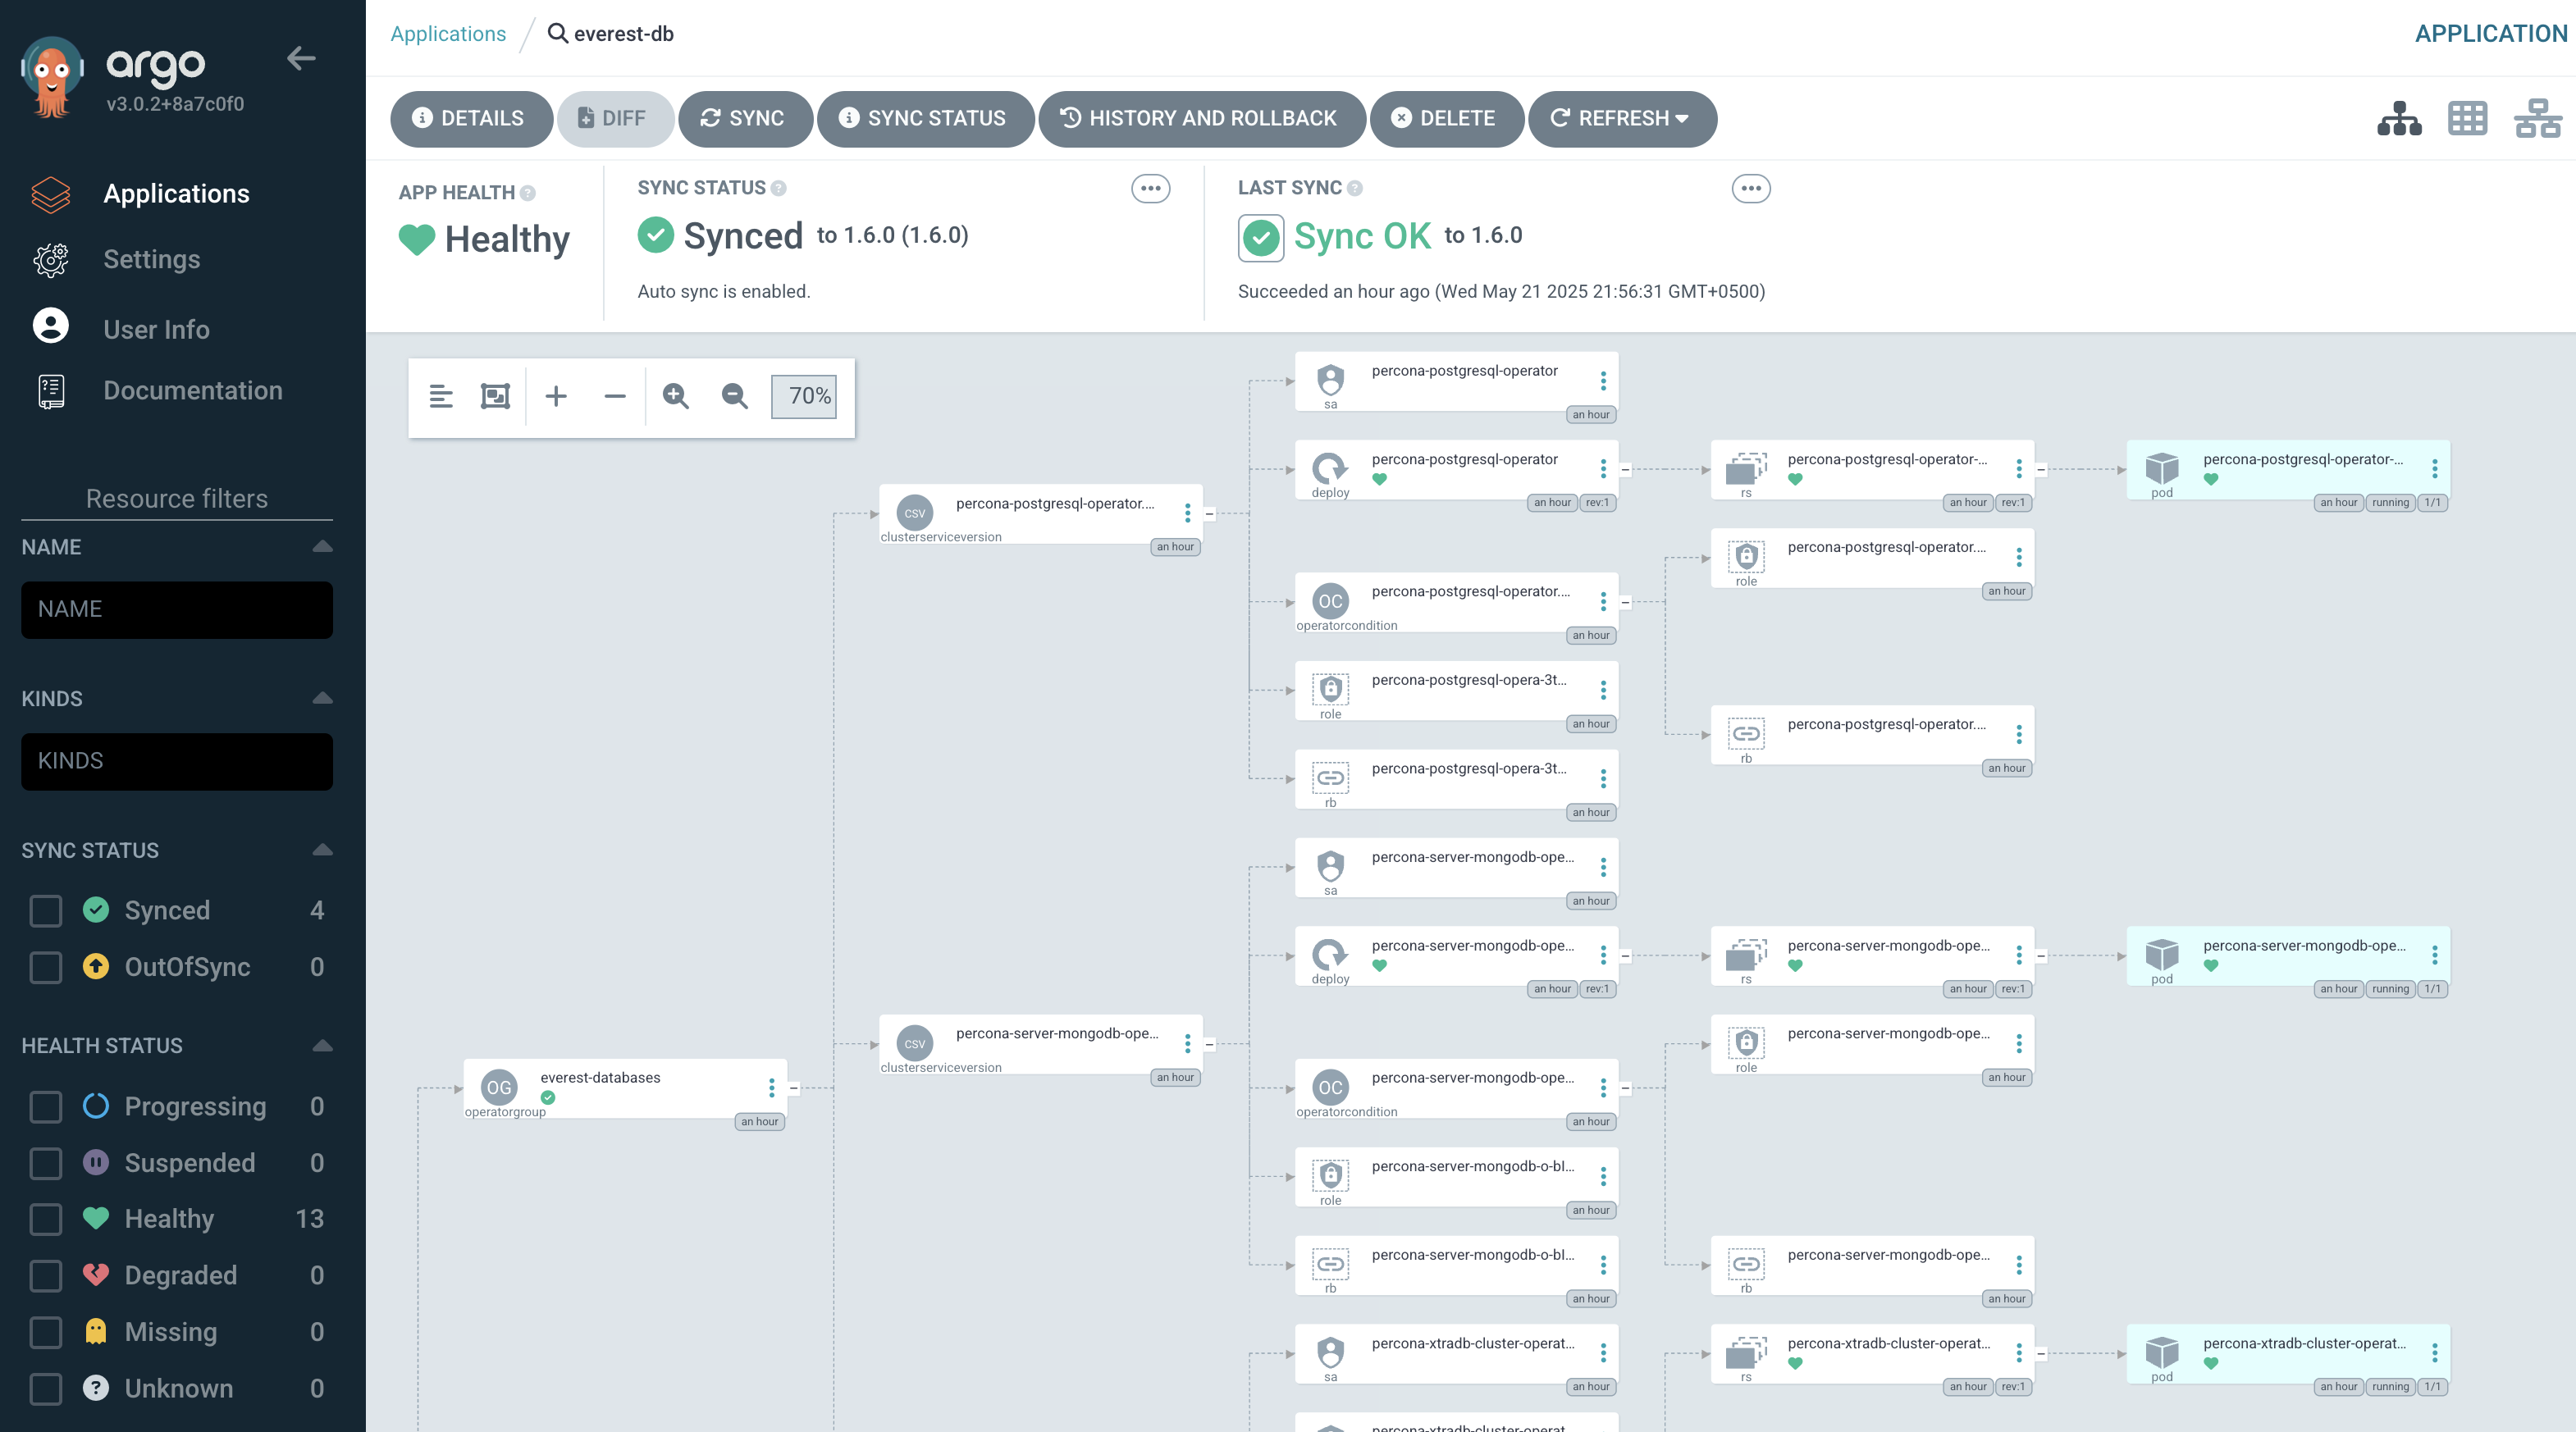 argo
v3.0.2+8a7c0f0
Applications
Settings
User Info
Documentation
Resource filters
NAME
NAME
KINDS
KINDS
SYNC STATUS
Synced 4
OutOfSync 0
HEALTH STATUS
Progressing 0
Suspended 0
Healthy 13
Degraded 0
Missing 0
Unknown 0
Applications / everest-db
APPLICATION
DETAILS DIFF SYNC SYNC STATUS HISTORY AND ROLLBACK DELETE REFRESH
APP HEALTH
Healthy
SYNC STATUS
Synced to 1.6.0 (1.6.0)
Auto sync is enabled.
LAST SYNC
Sync OK to 1.6.0
Succeeded an hour ago (Wed May 21 2025 21:56:31 GMT+0500)
70%
OG everest-databases
operatorgroup
an hour
CSV percona-postgresql-operator....
clusterserviceversion
an hour
CSV percona-server-mongodb-ope...
clusterserviceversion
an hour
percona-postgresql-operator
sa
an hour
percona-postgresql-operator
deploy
an hour rev:1
OC percona-postgresql-operator....
operatorcondition
an hour
percona-postgresql-opera-3t...
role
an hour
percona-postgresql-opera-3t...
rb
an hour
percona-server-mongodb-ope...
sa
an hour
percona-server-mongodb-ope...
deploy
an hour rev:1
OC percona-server-mongodb-ope...
operatorcondition
an hour
percona-server-mongodb-o-bl...
role
an hour
percona-server-mongodb-o-bl...
rb
an hour
percona-xtradb-cluster-operat...
sa
an hour
percona-xtradb-cluster-operat
percona-postgresql-operator-...
rs
an hour rev:1
percona-postgresql-operator....
role
an hour
percona-postgresql-operator....
rb
an hour
percona-server-mongodb-ope...
rs
an hour rev:1
percona-server-mongodb-ope...
role
an hour
percona-server-mongodb-ope...
rb
an hour
percona-xtradb-cluster-operat...
rs
an hour rev:1
percona-postgresql-operator-...
pod
an hour running 1/1
percona-server-mongodb-ope...
pod
an hour running 1/1
percona-xtradb-cluster-operat...
pod
an hour running 1/1